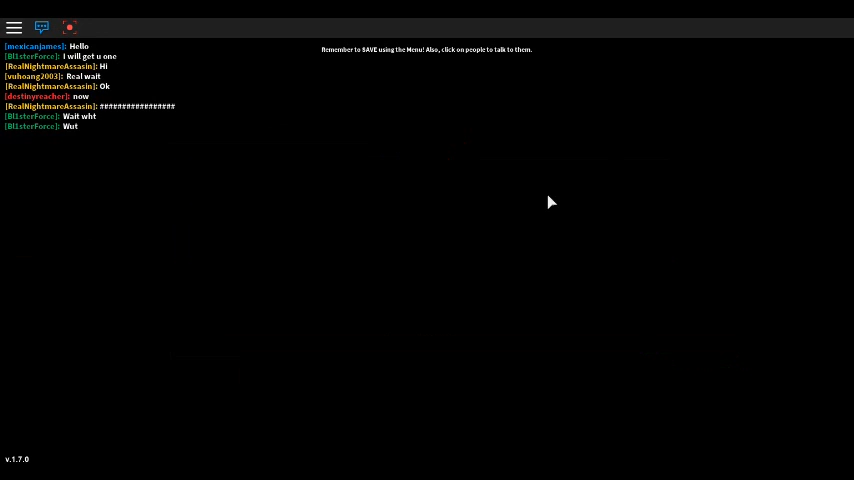 [mexicanjames]: Hello
Remember to SAVE using the Menu! Also, click on people to talk to them.
[Bl1sterForce]: I will get u one
[RealNightmareAssasin]: Hi
[vuhoang2003]: Real wait
[RealNightmareAssasin]: Ok
[destinyreacher]: now
[RealNightmareAssasin]: #################
[Bl1sterForce]: Wait wht
[Bl1sterForce]: Wut
v.1.7.0